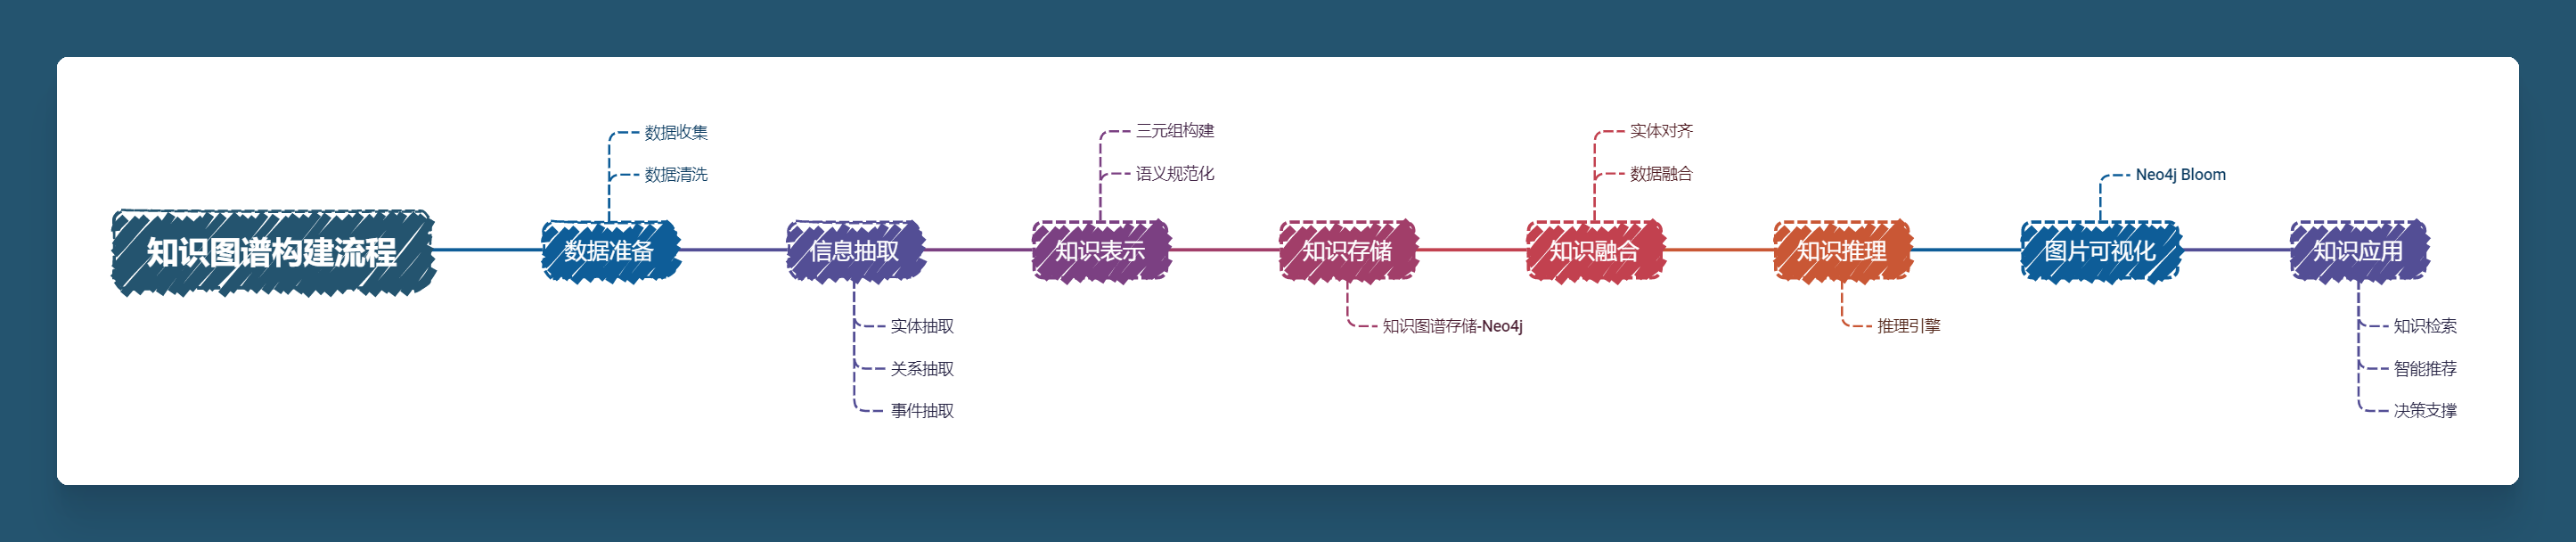 知识图谱构建流程
数据准备
数据收集
数据清洗
信息抽取
实体抽取
关系抽取
事件抽取
知识表示
三元组构建
语义规范化
知识存储
知识图谱存储-Neo4j
知识融合
实体对齐
数据融合
知识推理
推理引擎
图片可视化
Neo4j Bloom
知识应用
知识检索
智能推荐
决策支撑